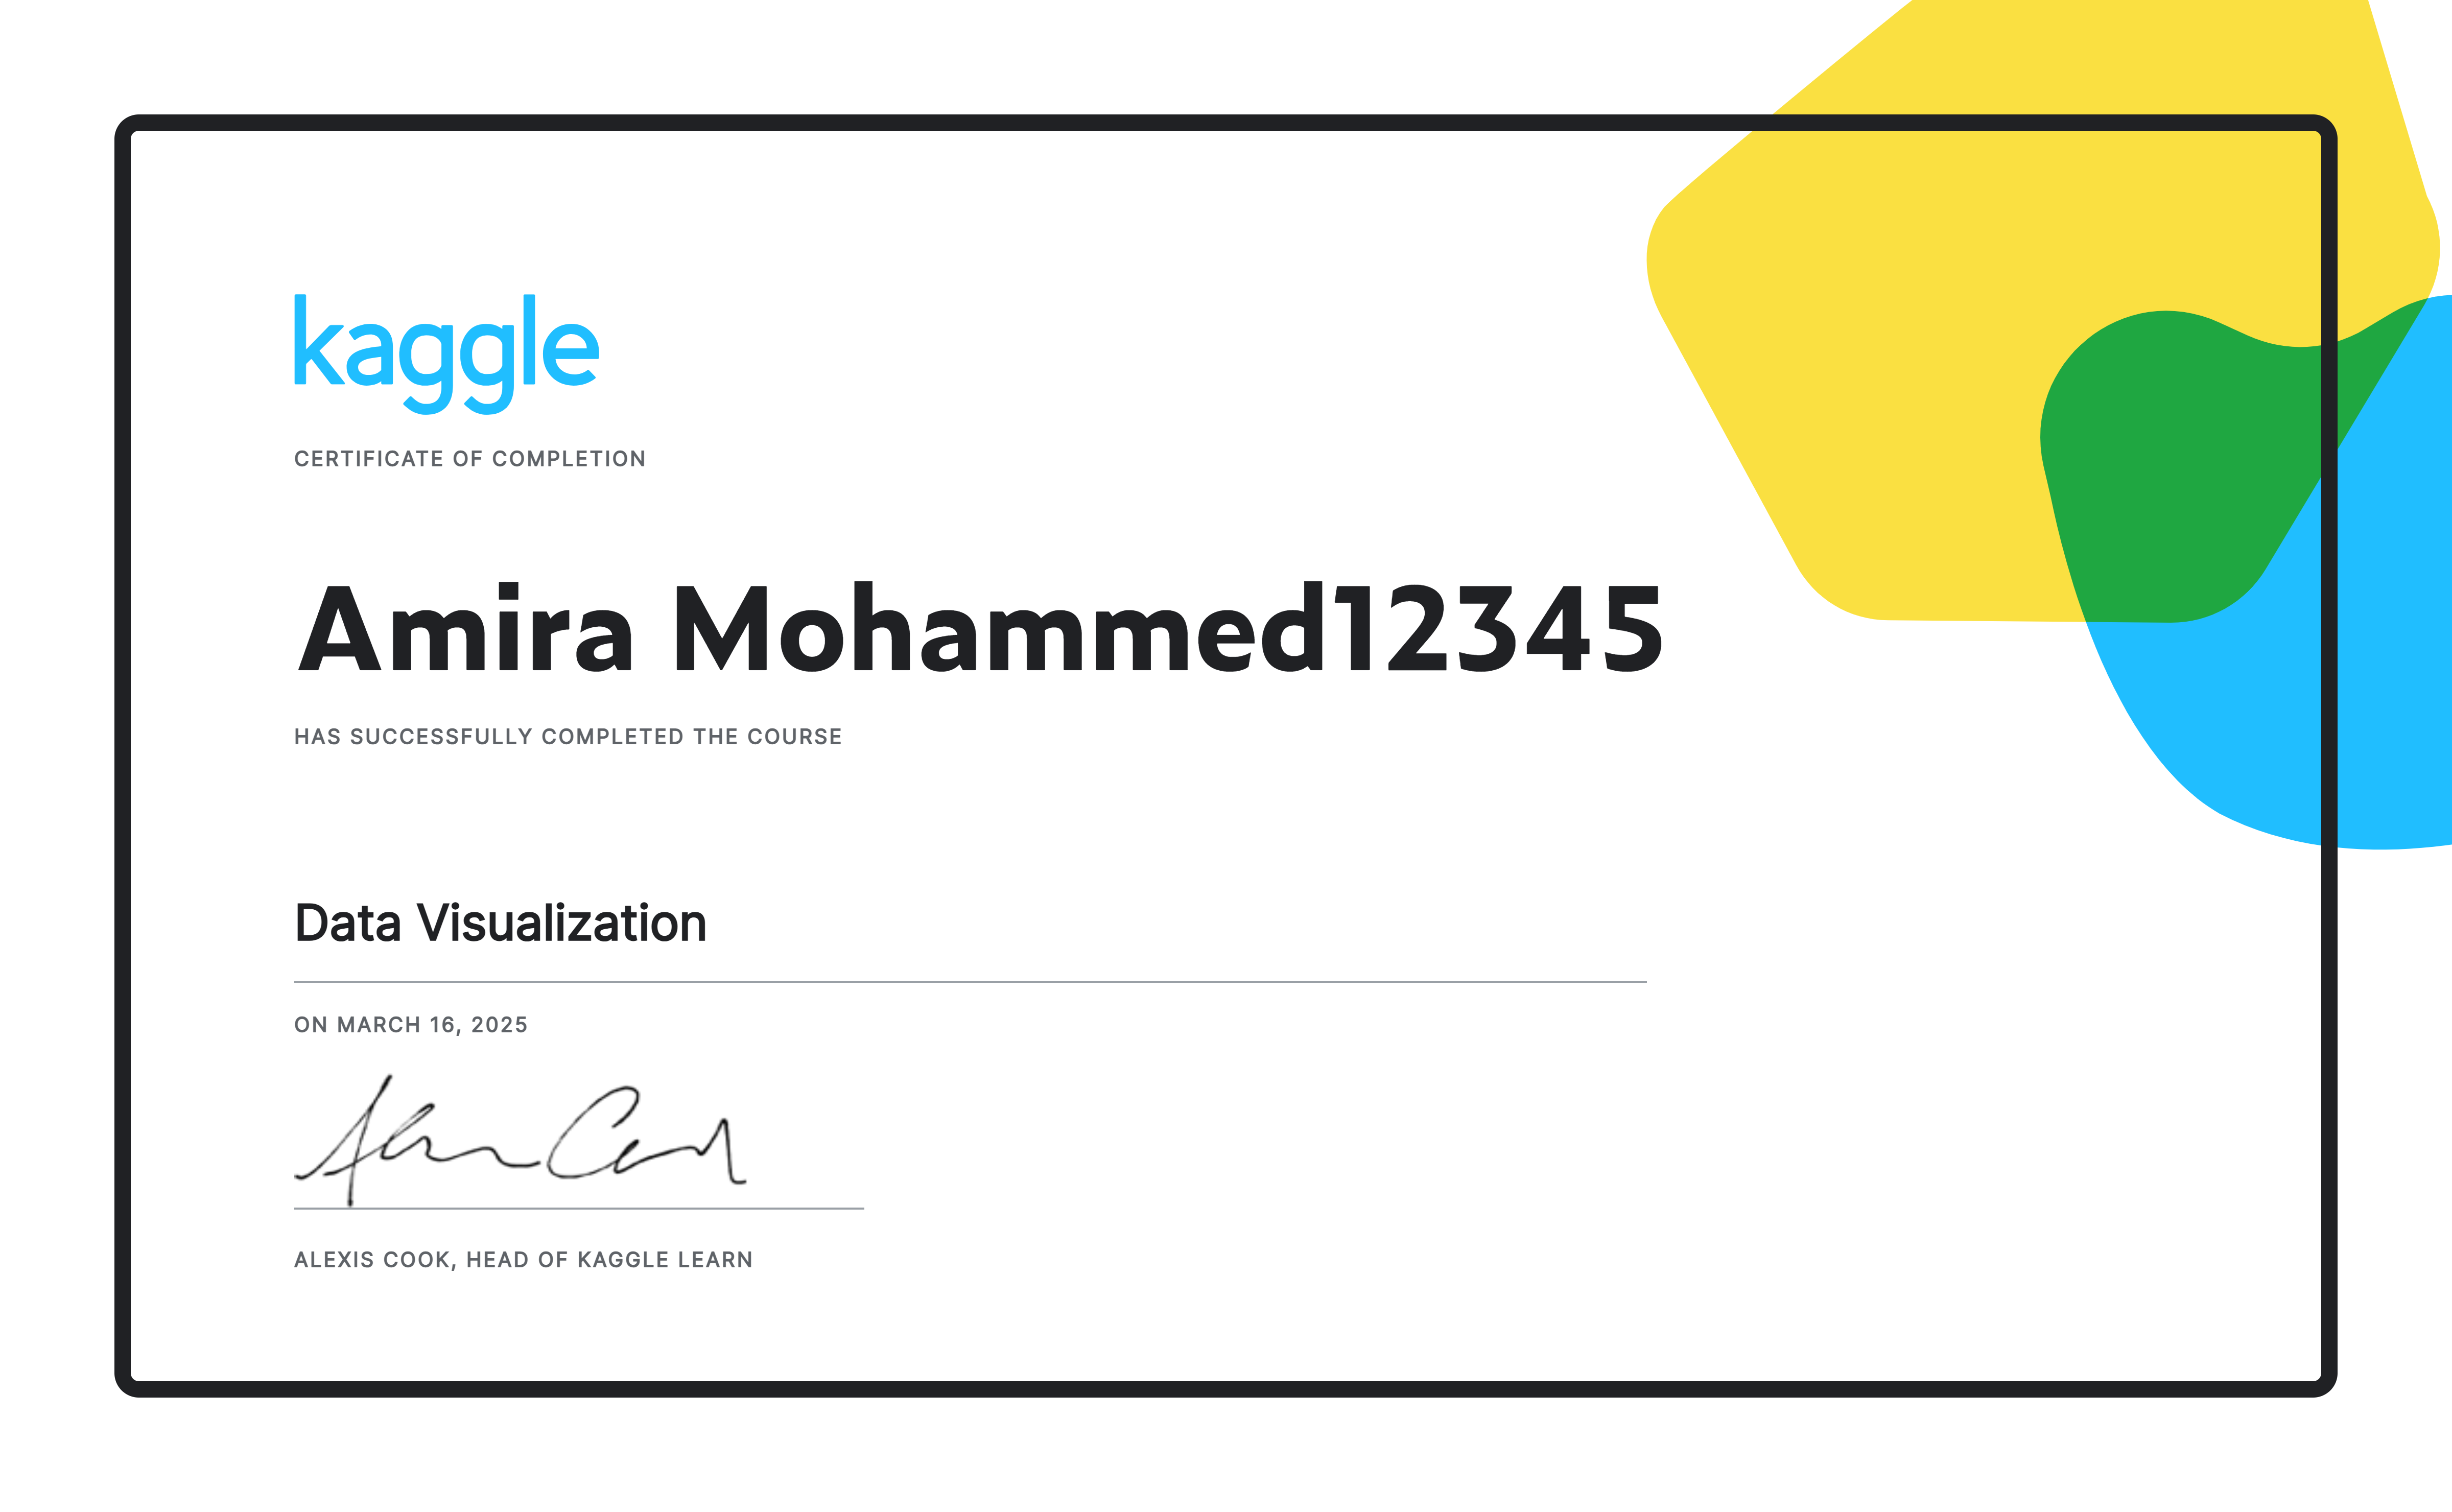 kaggle
CERTIFICATE OF COMPLETION
Amira Mohammed12345
HAS SUCCESSFULLY COMPLETED THE COURSE
Data Visualization
ON MARCH 16, 2025
ALEXIS COOK, HEAD OF KAGGLE LEARN